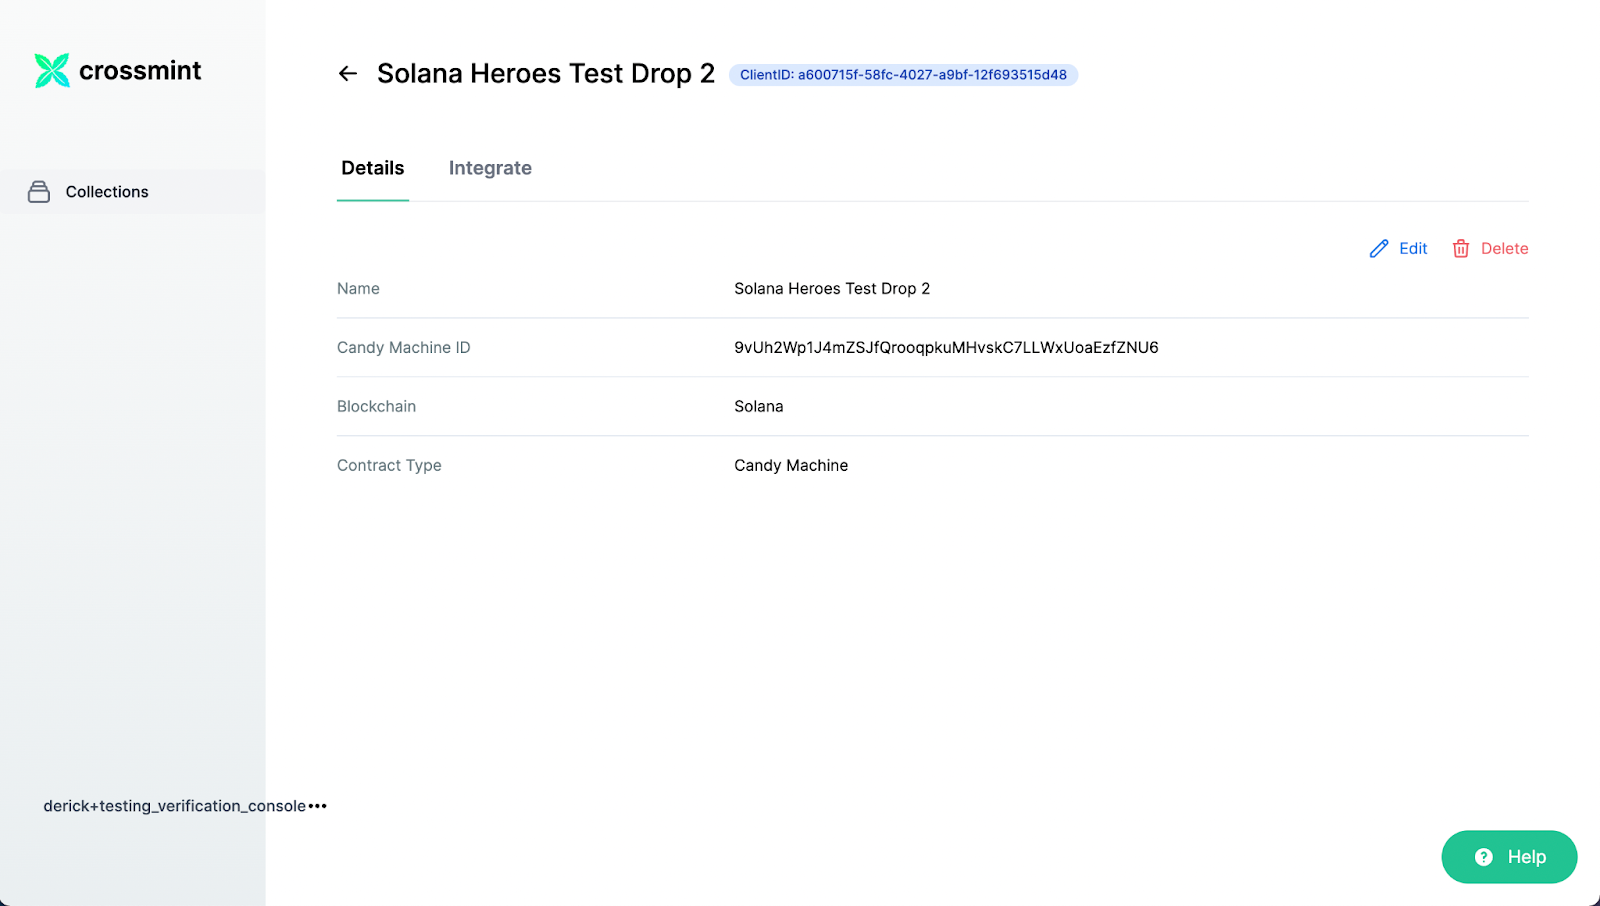 crossmint
Solana Heroes Test Drop 2
ClientID: a600715f-58fc-4027-a9bf-12f693515d48
Collections
Details
Integrate
Edit
Delete
Name
Solana Heroes Test Drop 2
Candy Machine ID
9vUh2Wp1J4mZSJfQrooqpkuMHvskC7LLWxUoaEzfZNU6
Blockchain
Solana
Contract Type
Candy Machine
derick+testing_verification_console•••
Help